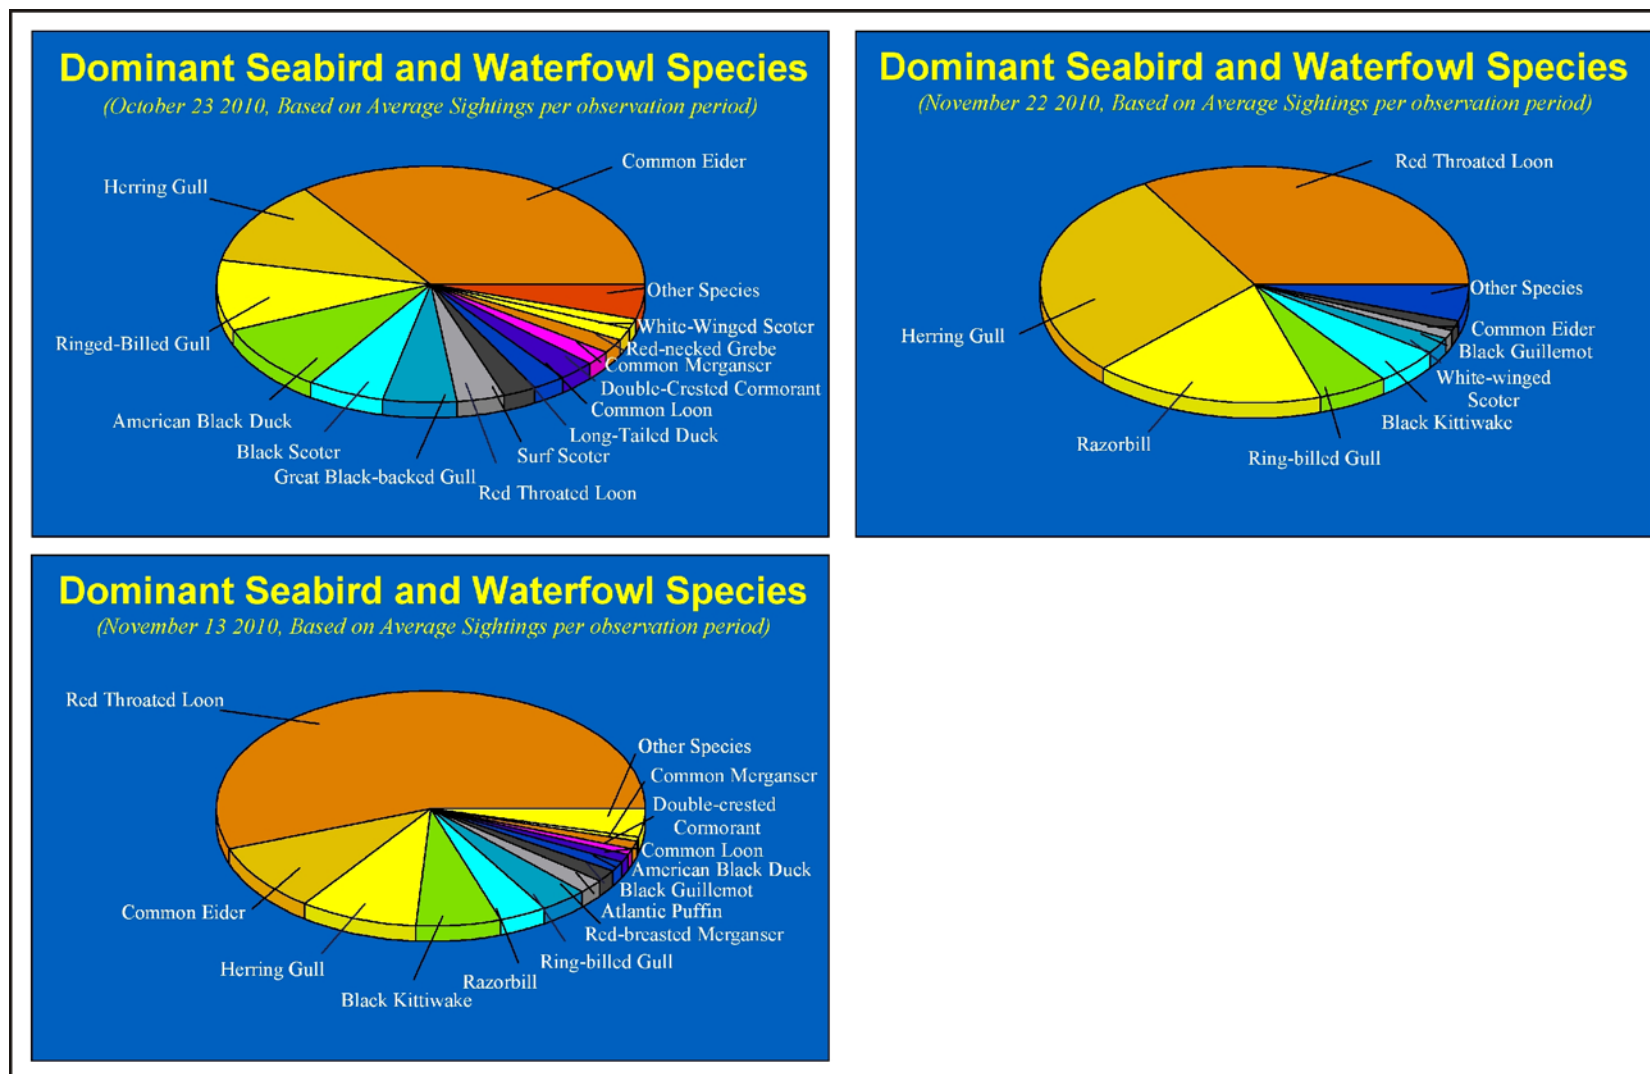 Dominant Seabird and Waterfowl Species
(October 23 2010, Based on Average Sightings per observation period)
Common Eider
Herring Gull
Other Species
White-Winged Scoter
Ringed-Billed Gull
Red-necked Grebe
Common Merganser
Double-Crested Cormorant
American Black Duck
Common Loon
Long-Tailed Duck
Black Scoter
Surf Scoter
Great Black-backed Gull
Red Throated Loon
Dominant Seabird and Waterfowl Species
(November 22 2010, Based on Average Sightings per observation period)
Red Throated Loon
Other Species
Herring Gull
Common Eider
Black Guillemot
White-winged
Scoter
Black Kittiwake
Razorbill
Ring-billed Gull
Dominant Seabird and Waterfowl Species
(November 13 2010, Based on Average Sightings per observation period)
Red Throated Loon
Other Species
Common Merganser
Double-crested
Cormorant
Common Loon
American Black Duck
Black Guillemot
Common Eider
Atlantic Puffin
Red-breasted Merganser
Ring-billed Gull
Herring Gull
Razorbill
Black Kittiwake